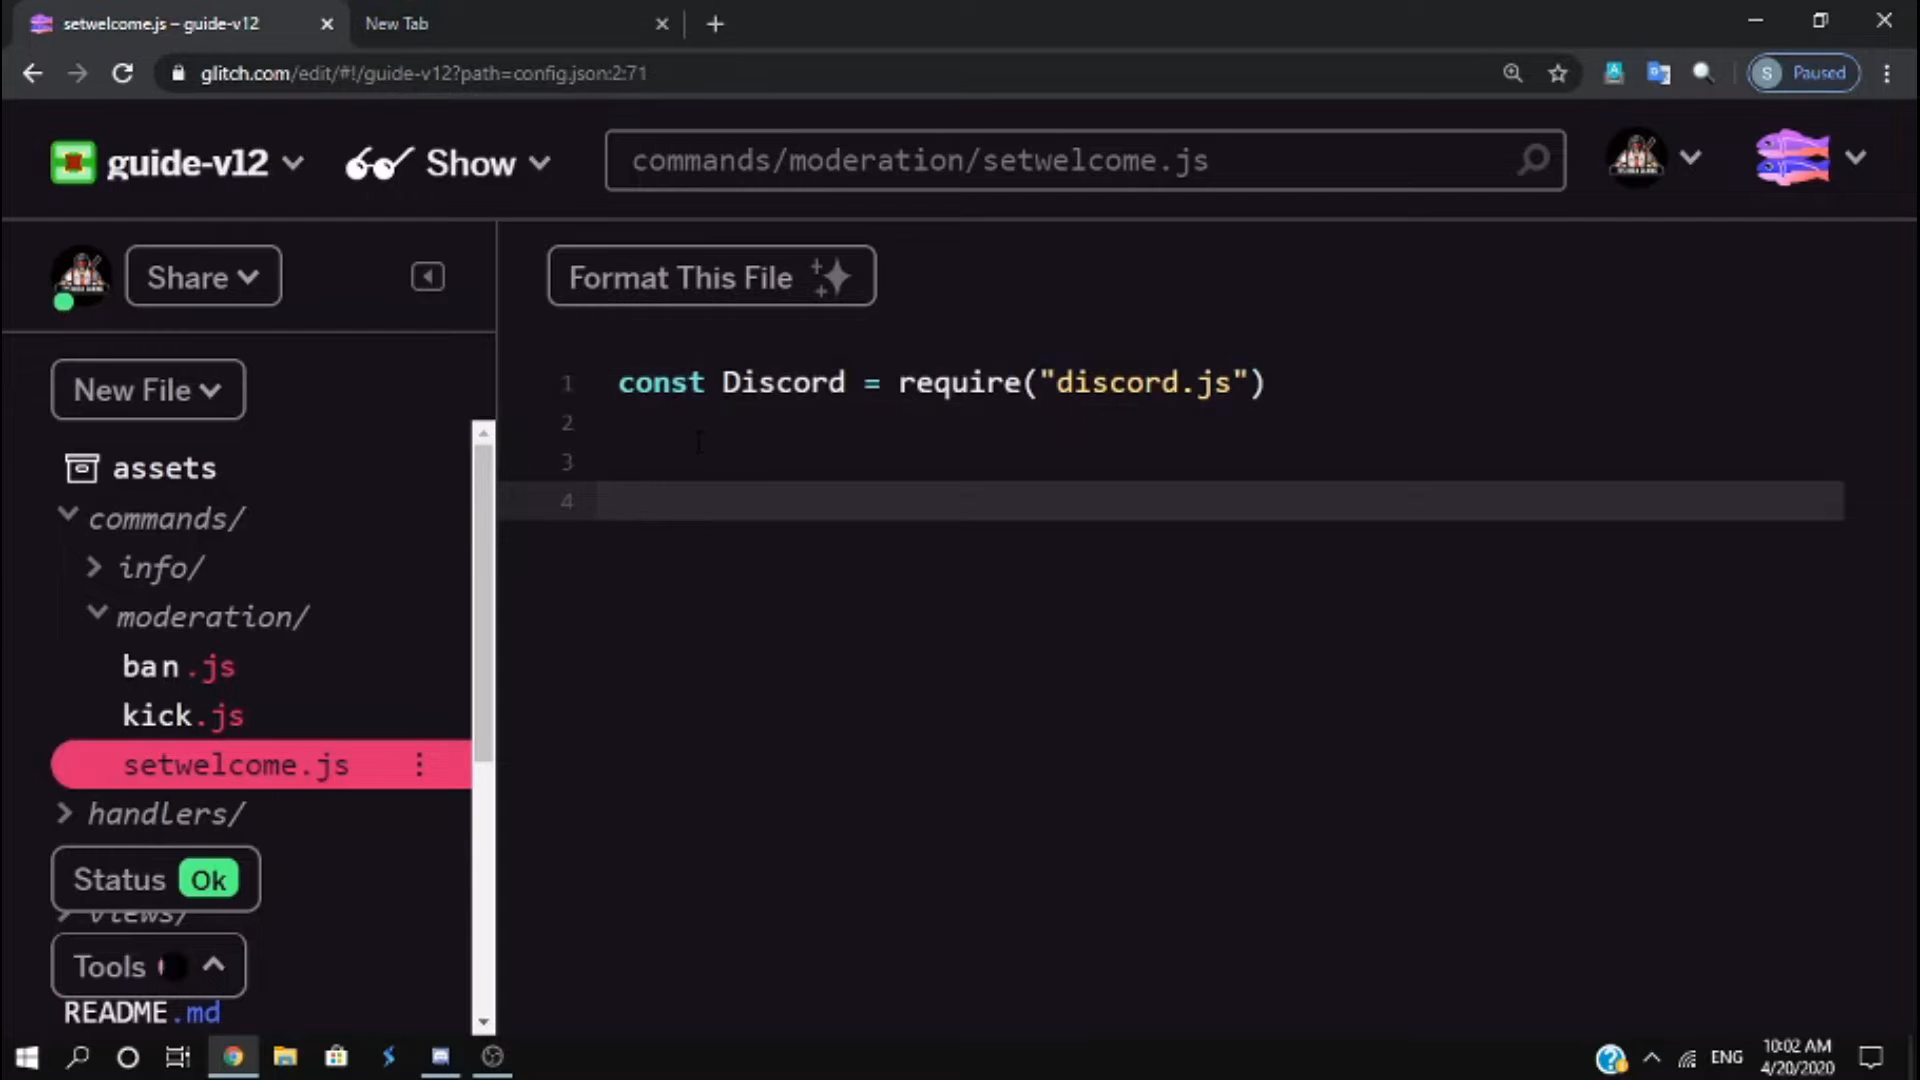 setwelcome.js – guide-v12
New Tab
glitch.com/edit/#!/guide-v12?path=config.json:2:71
S Paused
guide-v12
Show
commands/moderation/setwelcome.js
Share
Format This File
New File
1 const Discord = require("discord.js")
2
3
4
assets
commands/
info/
moderation/
ban.js
kick.js
setwelcome.js
handlers/
Status Ok
views/
Tools
README.md
ENG
10:02 AM
4/20/2020